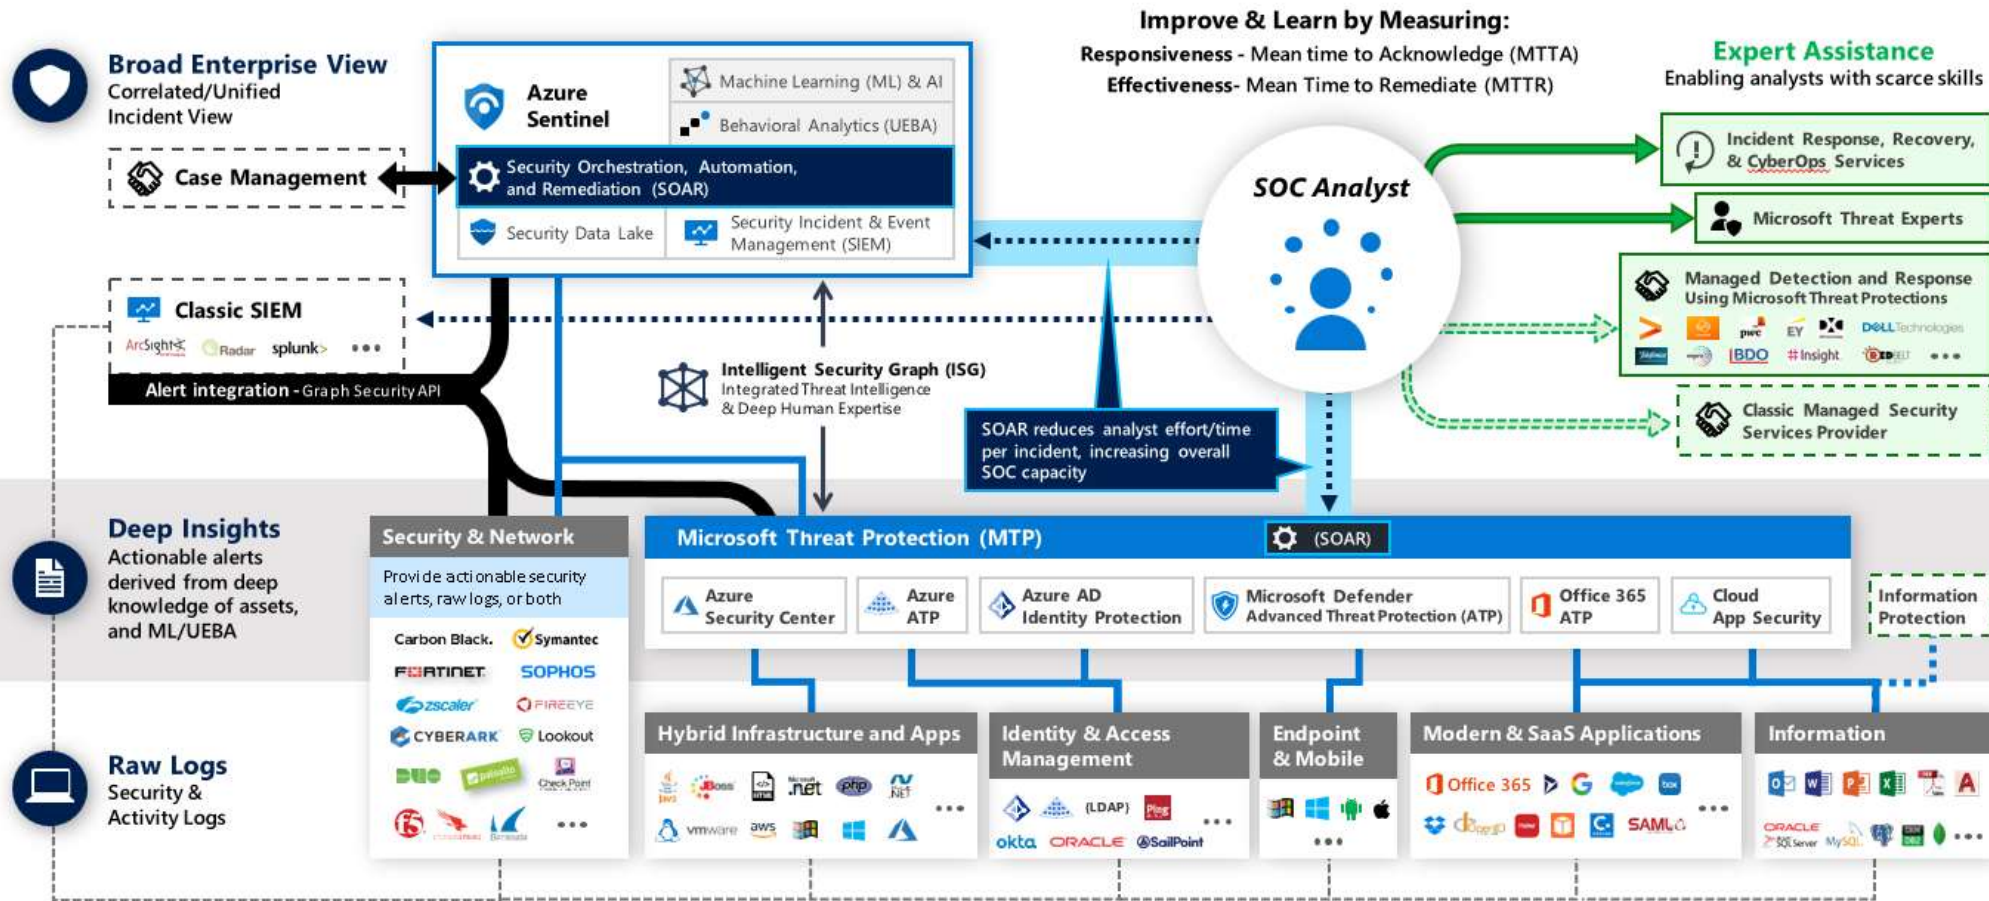 Improve & Learn by Measuring:
Responsiveness - Mean time to Acknowledge (MTTA)
Effectiveness- Mean Time to Remediate (MTTR)
Broad Enterprise View
Correlated/Unified
Incident View
Case Management
Azure
Sentinel
Machine Learning (ML) & AI
Behavioral Analytics (UEBA)
Security Orchestration, Automation,
and Remediation (SOAR)
Security Data Lake
Security Incident & Event
Management (SIEM)
SOC Analyst
Expert Assistance
Enabling analysts with scarce skills
Incident Response, Recovery,
& CyberOps Services
Microsoft Threat Experts
Managed Detection and Response
Using Microsoft Threat Protections
pwc
EY
DELL Technologies
BDO
#Insight
Classic Managed Security
Services Provider
Classic SIEM
ArcSight
Radar
splunk>
Alert integration - Graph Security API
Intelligent Security Graph (ISG)
Integrated Threat Intelligence
& Deep Human Expertise
SOAR reduces analyst effort/time
per incident, increasing overall
SOC capacity
Deep Insights
Actionable alerts
derived from deep
knowledge of assets,
and ML/UEBA
Security & Network
Provide actionable security
alerts, raw logs, or both
Carbon Black.
Symantec
FORTINET
SOPHOS
zscaler
FIREEYE
CYBERARK
Lookout
DUO
paloalto
Check Point
f5
Barracuda
Microsoft Threat Protection (MTP)
(SOAR)
Azure
Security Center
Azure
ATP
Azure AD
Identity Protection
Microsoft Defender
Advanced Threat Protection (ATP)
Office 365
ATP
Cloud
App Security
Information
Protection
Raw Logs
Security &
Activity Logs
Hybrid Infrastructure and Apps
Java
JBoss
HTML
Microsoft
.net
php
.NET
vmware
aws
Identity & Access
Management
(LDAP)
Ping
okta
ORACLE
SailPoint
Endpoint
& Mobile
Modern & SaaS Applications
Office 365
G
box
SAML
Information
ORACLE
SQL Server
MySQL